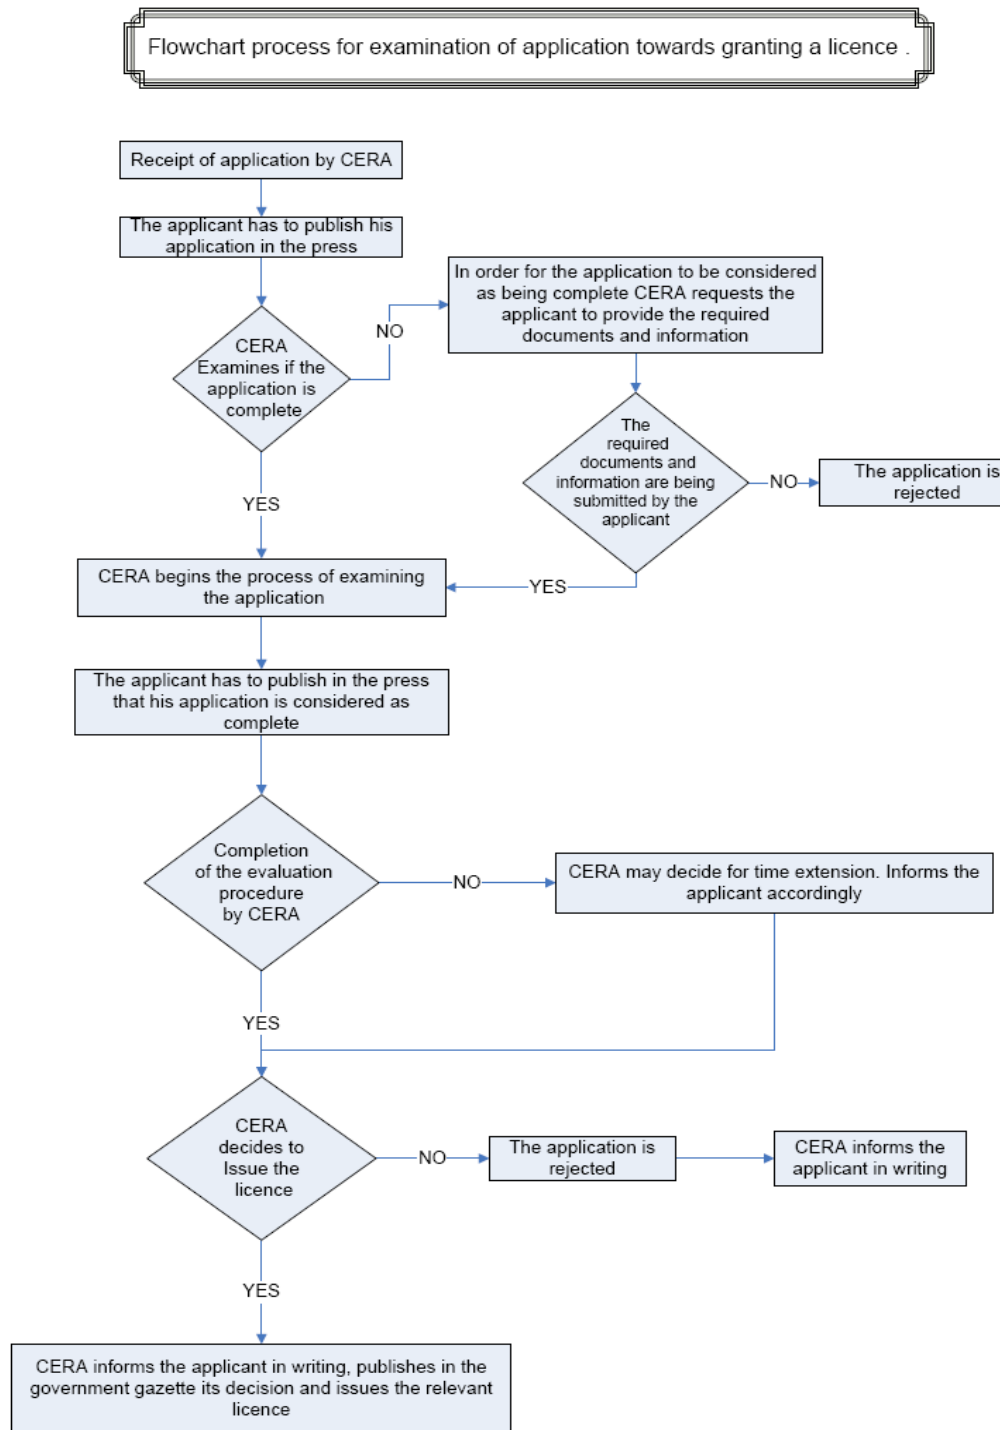 Flowchart process for examination of application towards granting a licence .
Receipt of application by CERA
The applicant has to publish his
application in the press
In order for the application to be considered
as being complete CERA requests the
applicant to provide the required
documents and information
NO
CERA
Examines if the
application is
complete
The
required
documents and
information are being
submitted by the
applicant
NO
The application is
rejected
YES
CERA begins the process of examining
the application
YES
The applicant has to publish in the press
that his application is considered as
complete
Completion
of the evaluation
procedure
by CERA
NO
CERA may decide for time extension. Informs the
applicant accordingly
YES
CERA
decides to
Issue the
licence
NO
The application is
rejected
CERA informs the
applicant in writing
YES
CERA informs the applicant in writing, publishes in the
government gazette its decision and issues the relevant
licence